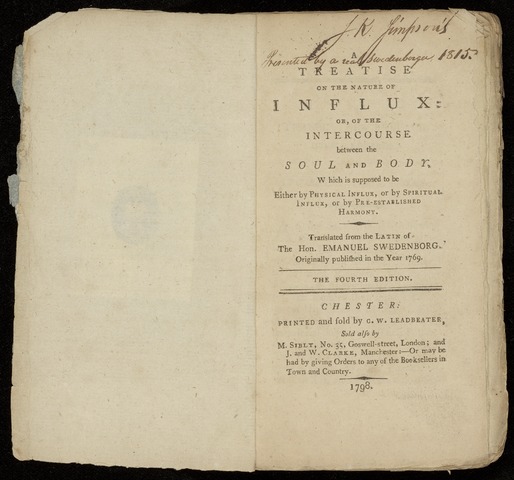 J. K. Simpson's
Presented by a real Swedenborger, 1815.
A
TREATISE
ON THE NATURE OF
INFLUX:
OR, OF THE
INTERCOURSE
between the
SOUL AND BODY,
Which is supposed to be
Either by PHYSICAL INFLUX, or by SPIRITUAL
INFLUX, or by PRE-ESTABLISHED
HARMONY.
Translated from the LATIN of
The Hon. EMANUEL SWEDENBORG.
Originally publiſhed in the Year 1769.
THE FOURTH EDITION.
CHESTER:
PRINTED and sold by C. W. LEADBEATER,
Sold also by
M. SIBLY, No. 35, Goswell-street, London; and
J. and W. CLARKE, Manchester:—Or may be
had by giving Orders to any of the Bookſellers in
Town and Country.
1798.